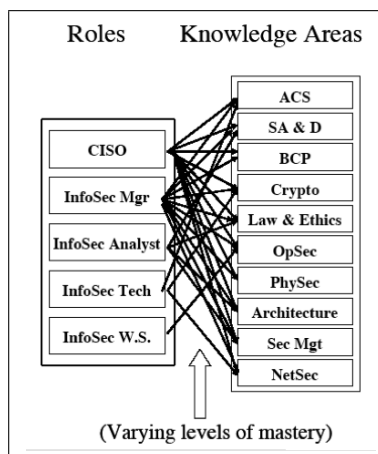 Roles
Knowledge Areas
CISO
InfoSec Mgr
InfoSec Analyst
InfoSec Tech
InfoSec W.S.
ACS
SA & D
BCP
Crypto
Law & Ethics
OpSec
PhySec
Architecture
Sec Mgt
NetSec
(Varying levels of mastery)